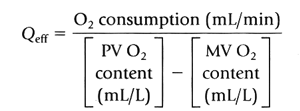 Q_eff = O₂ consumption (mL/min)
[PV O₂ content (mL/L)] − [MV O₂ content (mL/L)]